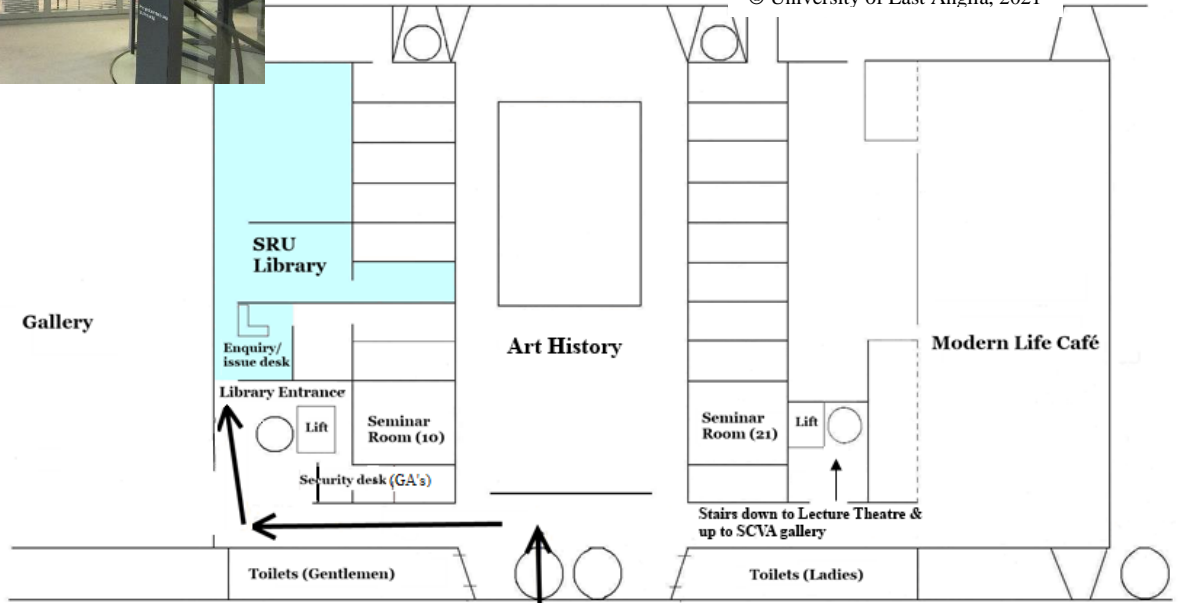 © University of East Anglia, 2021
SRU
Library
Gallery
Enquiry/
issue desk
Art History
Modern Life Café
Library Entrance
Lift
Seminar
Room (10)
Seminar
Room (21)
Lift
Security desk (GA's)
Stairs down to Lecture Theatre &
up to SCVA gallery
Toilets (Gentlemen)
Toilets (Ladies)